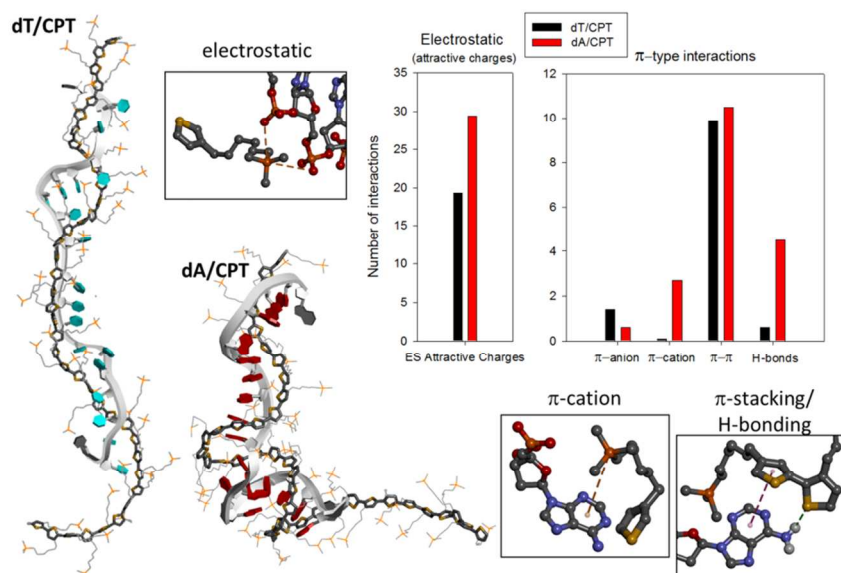 dT/CPT
electrostatic
dA/CPT
Electrostatic
(attractive charges)
dT/CPT
dA/CPT
π–type interactions
Number of interactions
35
30
25
20
15
10
5
0
ES Attractive Charges
12
10
8
6
4
2
0
π–anion π–cation π–π H-bonds
π-cation
π-stacking/
H-bonding